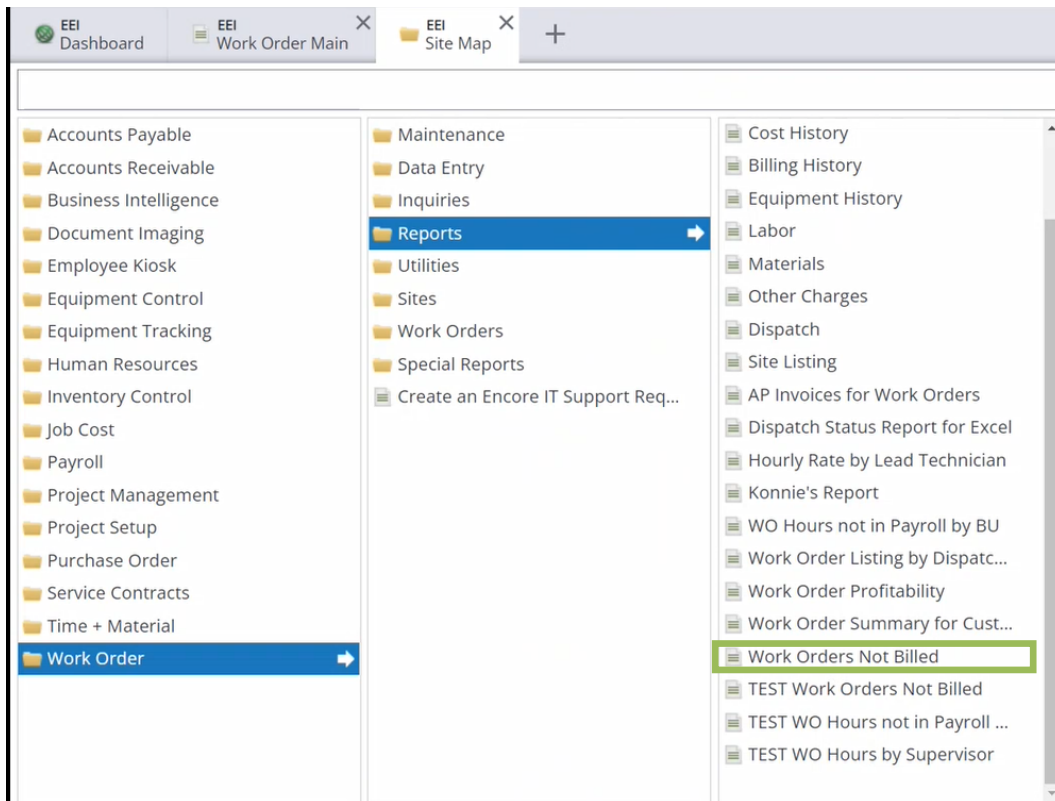 EEI
Dashboard
EEI
Work Order Main
EEI
Site Map
Accounts Payable
Accounts Receivable
Business Intelligence
Document Imaging
Employee Kiosk
Equipment Control
Equipment Tracking
Human Resources
Inventory Control
Job Cost
Payroll
Project Management
Project Setup
Purchase Order
Service Contracts
Time + Material
Work Order
Maintenance
Data Entry
Inquiries
Reports
Utilities
Sites
Work Orders
Special Reports
Create an Encore IT Support Req...
Cost History
Billing History
Equipment History
Labor
Materials
Other Charges
Dispatch
Site Listing
AP Invoices for Work Orders
Dispatch Status Report for Excel
Hourly Rate by Lead Technician
Konnie's Report
WO Hours not in Payroll by BU
Work Order Listing by Dispatc...
Work Order Profitability
Work Order Summary for Cust...
Work Orders Not Billed
TEST Work Orders Not Billed
TEST WO Hours not in Payroll ...
TEST WO Hours by Supervisor